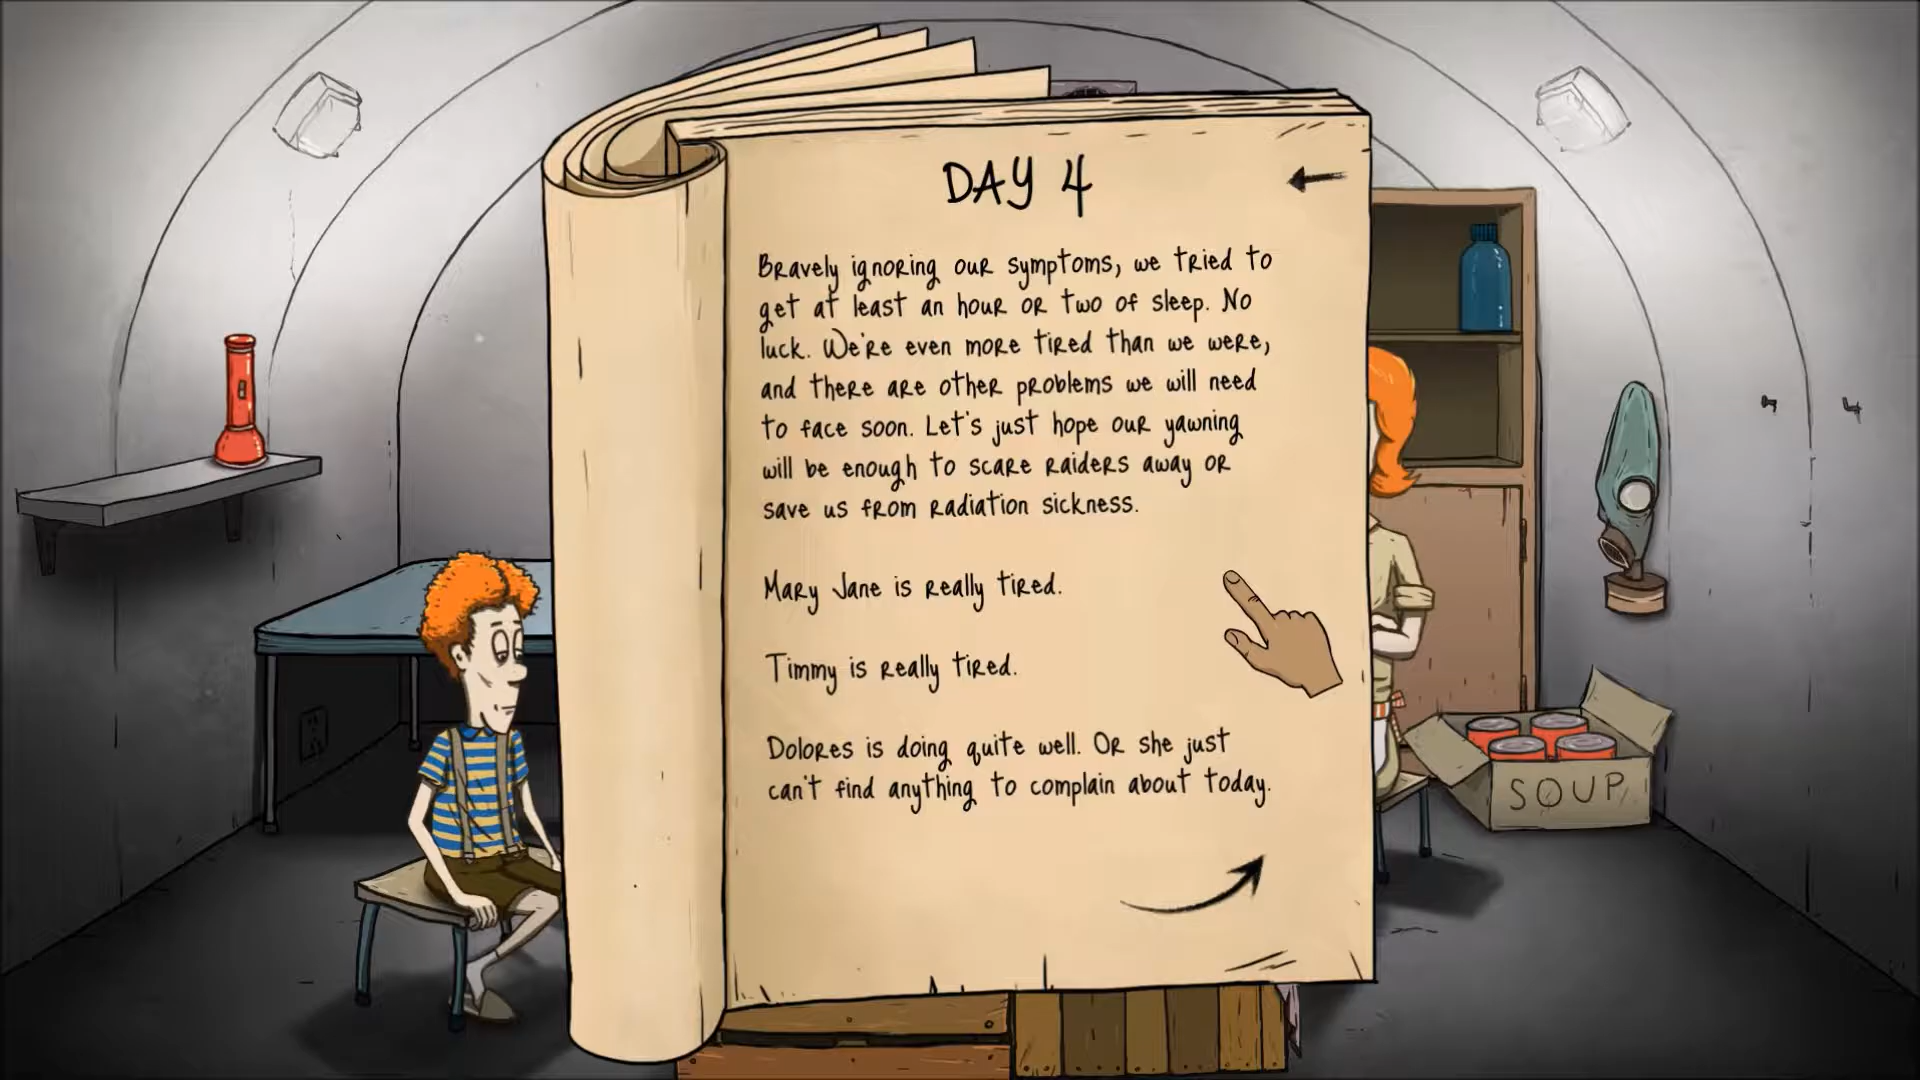 DAY 4
Bravely ignoring our symptoms, we tried to
get at least an hour or two of sleep. No
luck. We're even more tired than we were,
and there are other problems we will need
to face soon. Let's just hope our yawning
will be enough to scare raiders away or
save us from radiation sickness.
Mary Jane is really tired.
Timmy is really tired.
Dolores is doing quite well. Or she just
can't find anything to complain about today.
SOUP